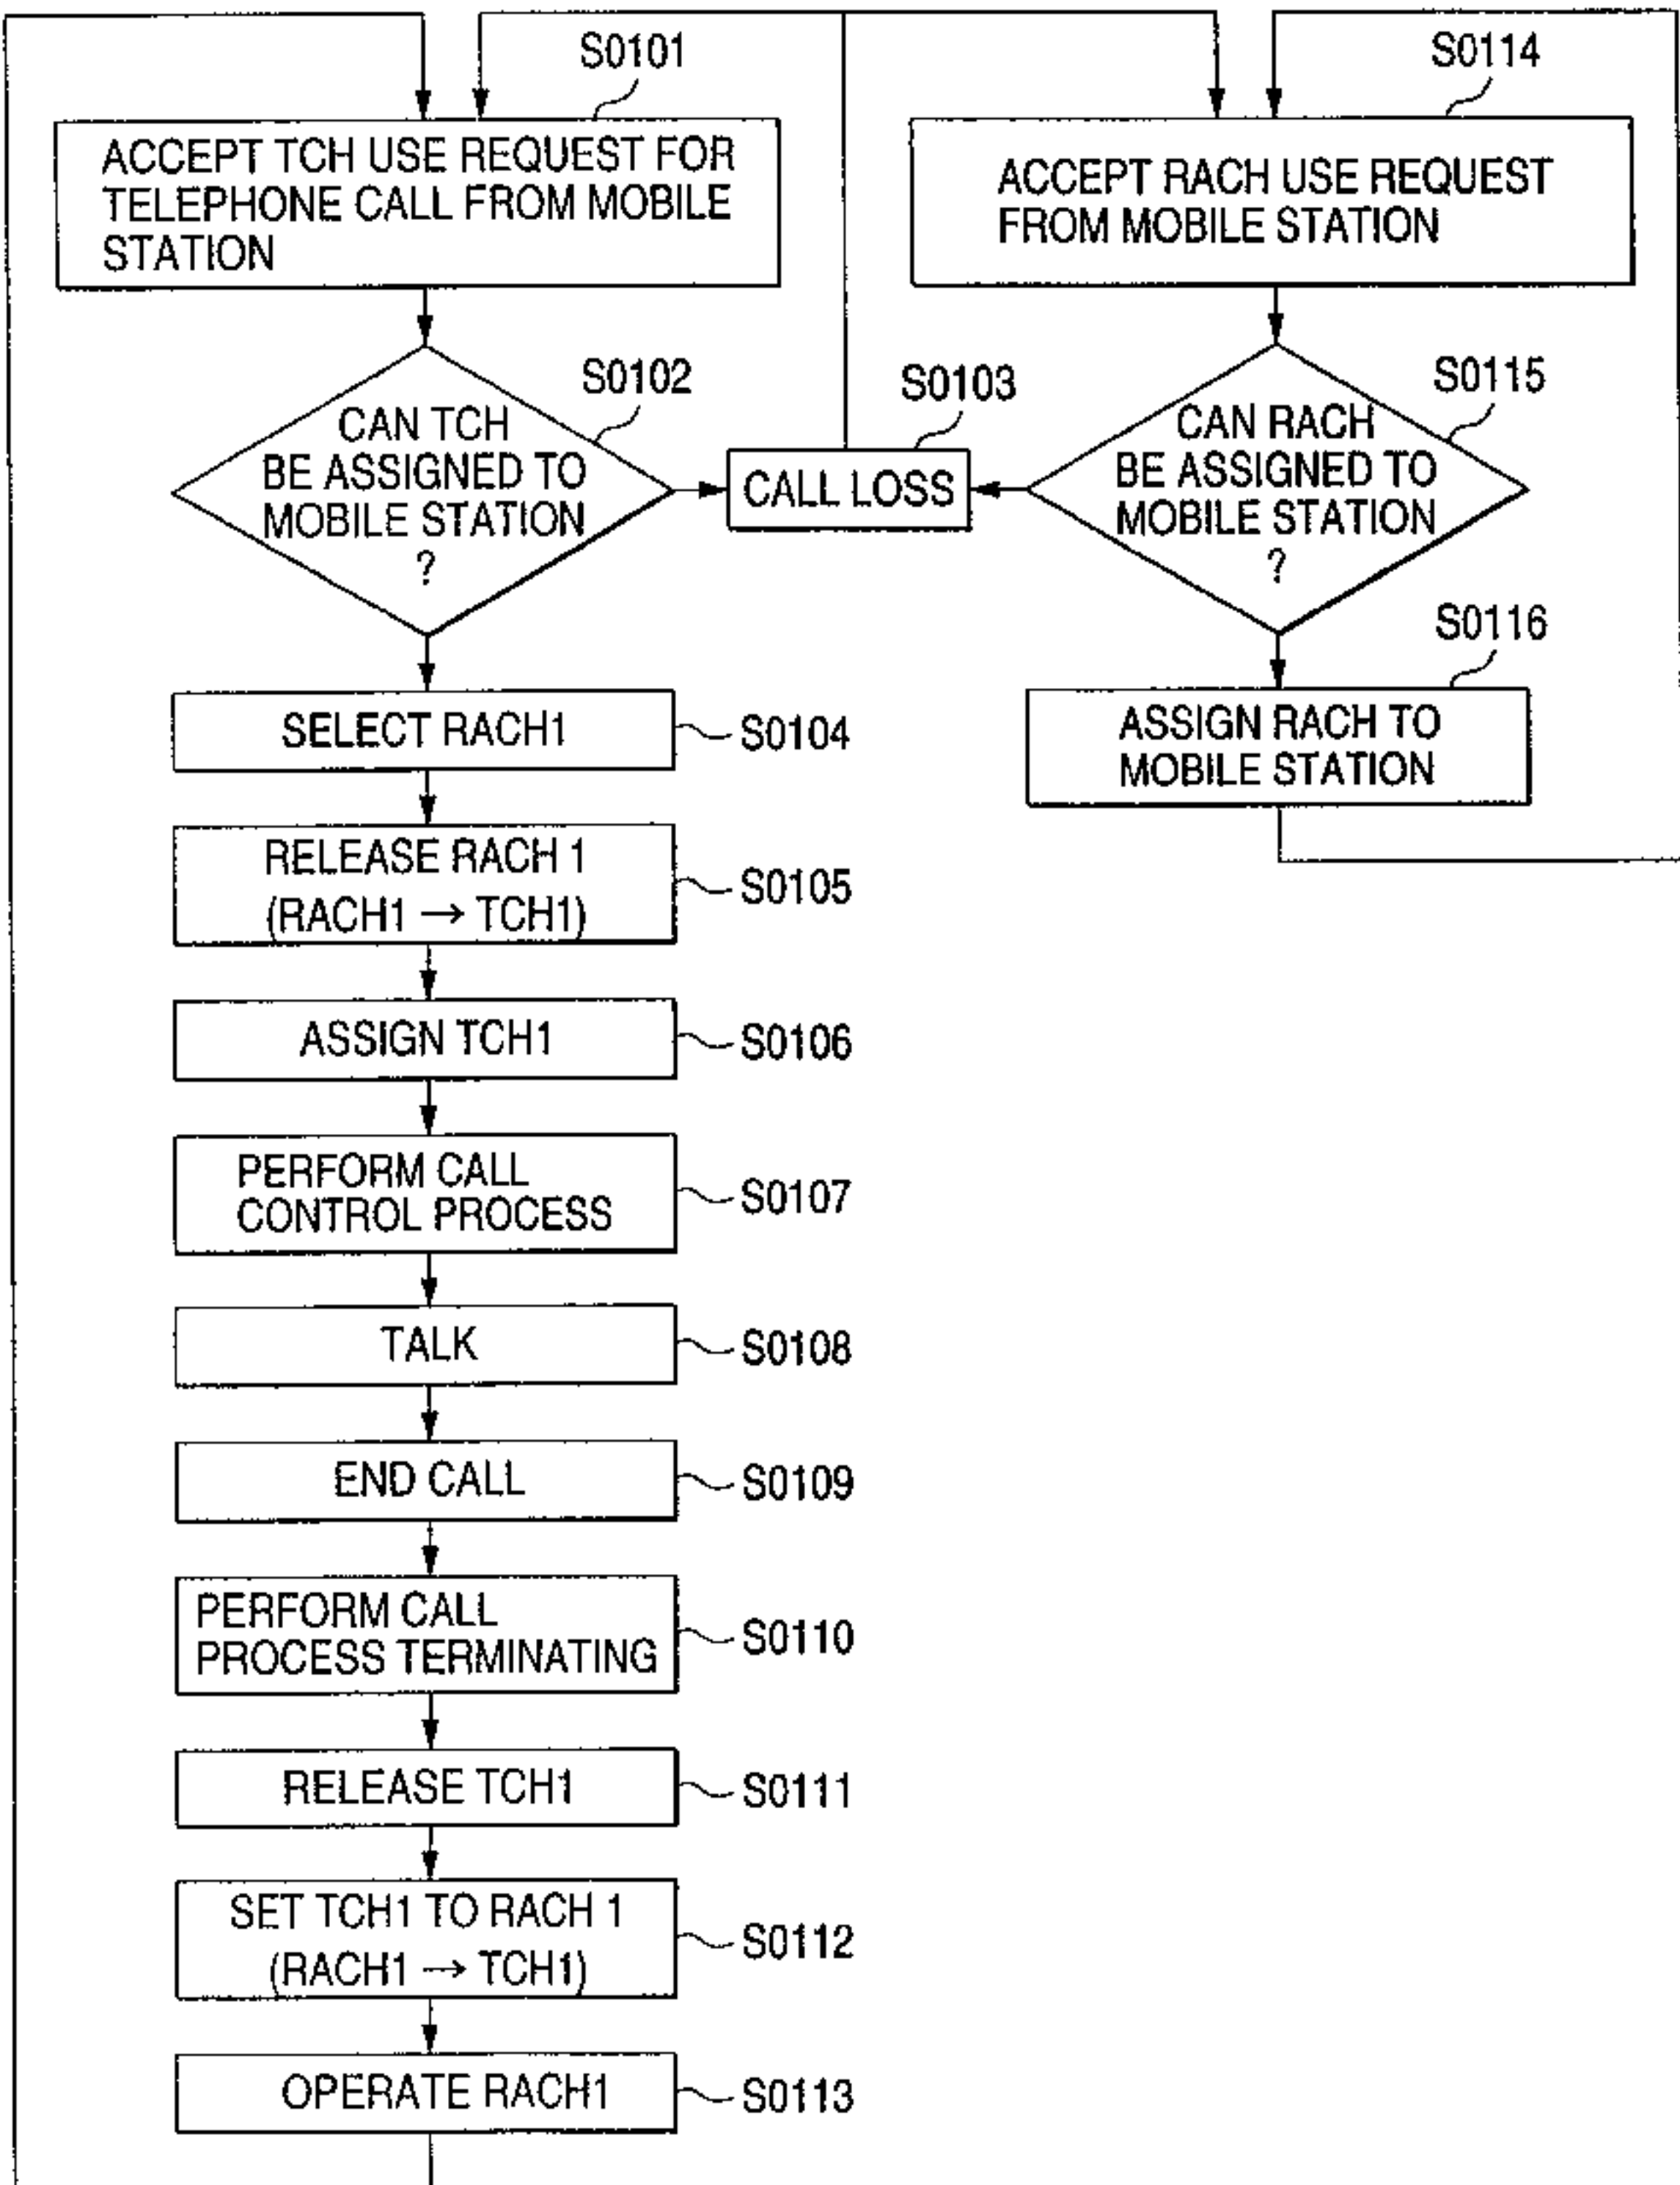 S0101
ACCEPT TCH USE REQUEST FOR
TELEPHONE CALL FROM MOBILE
STATION
S0114
ACCEPT RACH USE REQUEST
FROM MOBILE STATION
S0102
CAN TCH
BE ASSIGNED TO
MOBILE STATION
?
S0103
CALL LOSS
S0115
CAN RACH
BE ASSIGNED TO
MOBILE STATION
?
S0116
ASSIGN RACH TO
MOBILE STATION
SELECT RACH1
S0104
RELEASE RACH 1
(RACH1 → TCH1)
S0105
ASSIGN TCH1
S0106
PERFORM CALL
CONTROL PROCESS
S0107
TALK
S0108
END CALL
S0109
PERFORM CALL
PROCESS TERMINATING
S0110
RELEASE TCH1
S0111
SET TCH1 TO RACH 1
(RACH1 → TCH1)
S0112
OPERATE RACH1
S0113